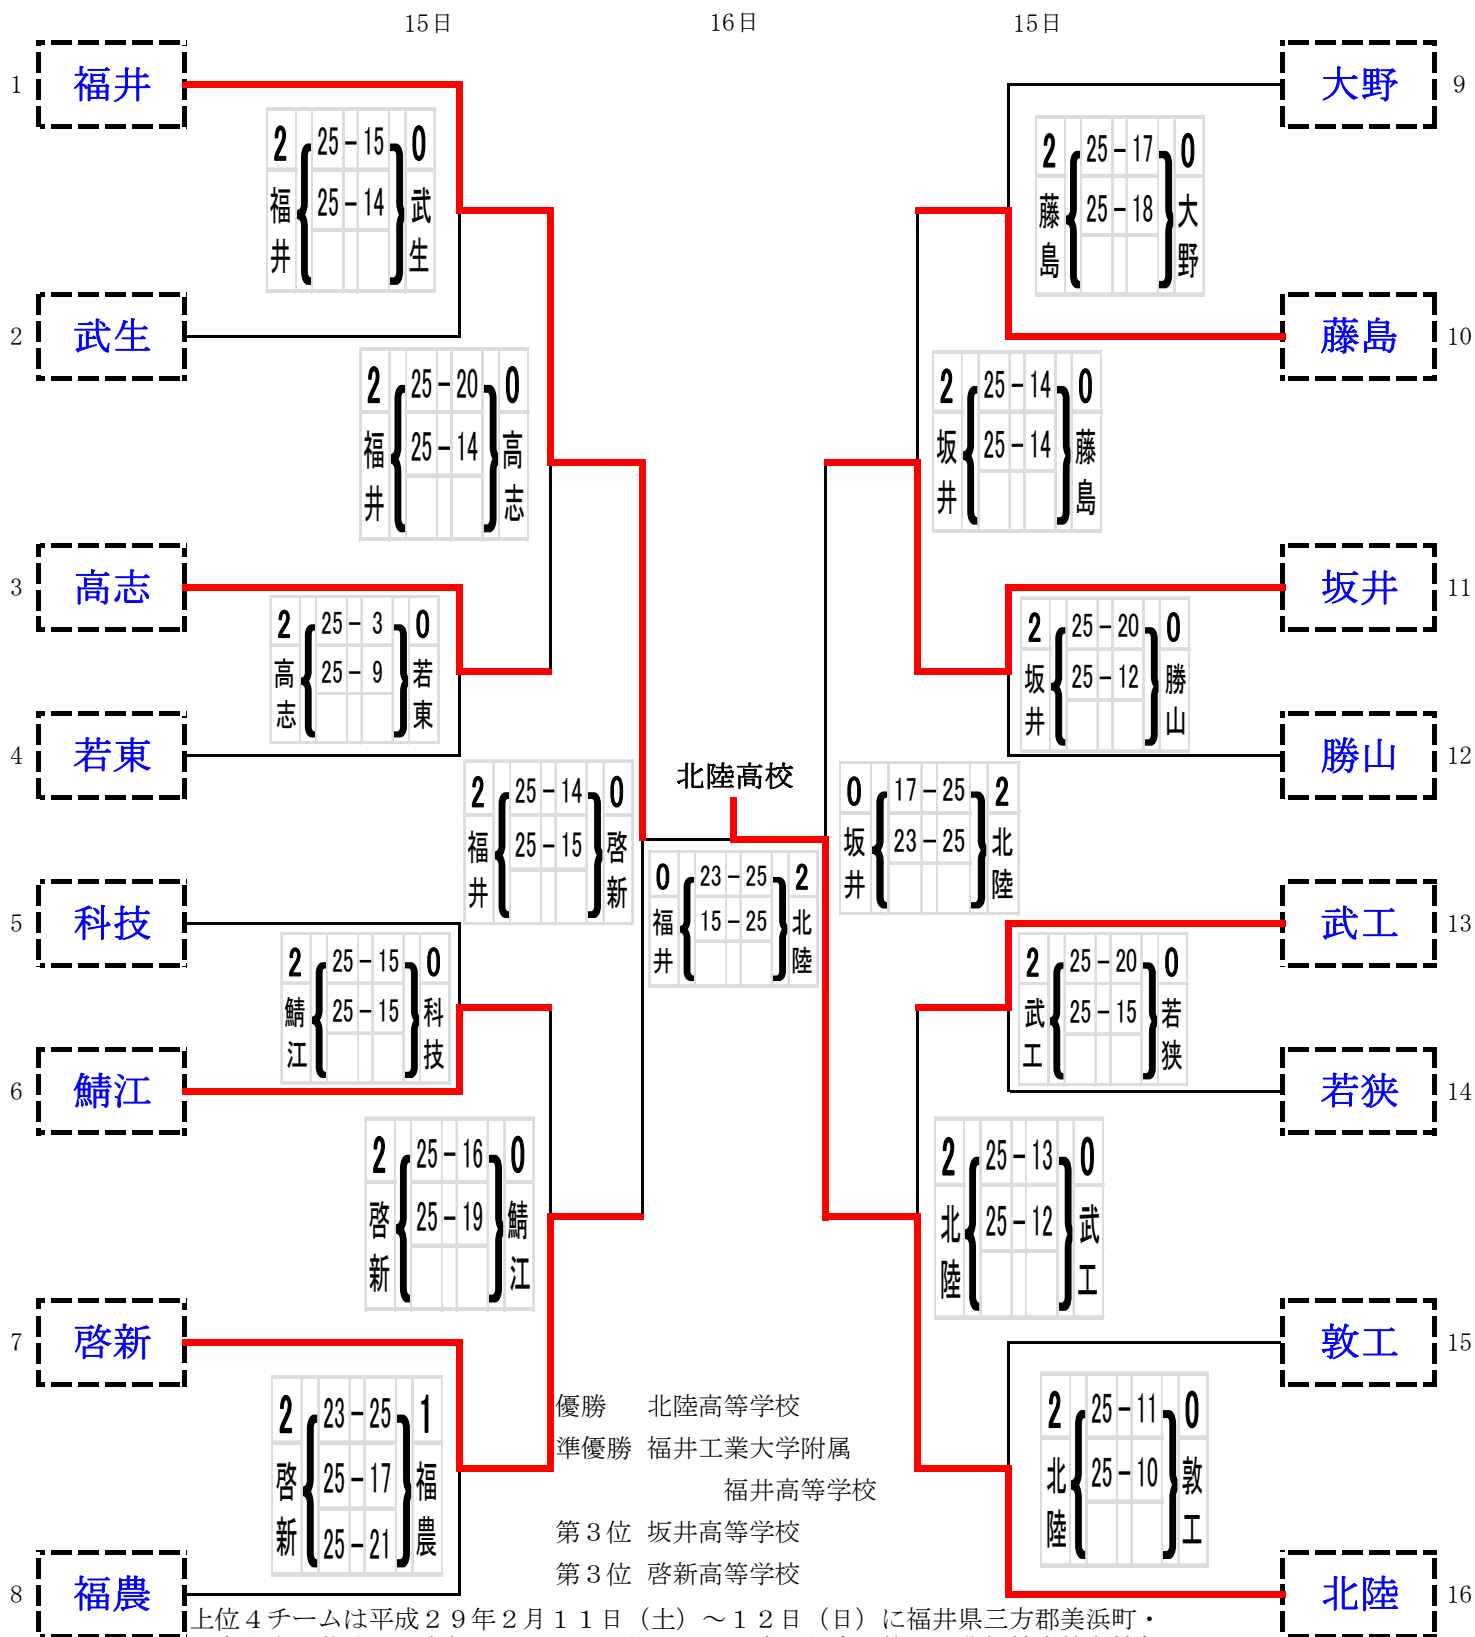 15日 16日 15日
1 福井
2 武生
3 高志
4 若東
5 科技
6 鯖江
7 啓新
8 福農
大野 9
藤島 10
坂井 11
勝山 12
武工 13
若狭 14
敦工 15
北陸 16
2 福井 25-15 25-14 0 武生
2 福井 25-20 25-14 0 高志
2 高志 25-3 25-9 0 若東
2 福井 25-14 25-15 0 啓新
2 鯖江 25-15 25-15 0 科技
2 啓新 25-16 25-19 0 鯖江
2 啓新 23-25 25-17 25-21 1 福農
北陸高校
0 福井 23-25 15-25 2 北陸
2 藤島 25-17 25-18 0 大野
2 坂井 25-14 25-14 0 藤島
2 坂井 25-20 25-12 0 勝山
0 坂井 17-25 23-25 2 北陸
2 武工 25-20 25-15 0 若狭
2 北陸 25-13 25-12 0 武工
2 北陸 25-11 25-10 0 敦工
優勝 北陸高等学校
準優勝 福井工業大学附属
福井高等学校
第３位 坂井高等学校
第３位 啓新高等学校
上位４チームは平成２９年２月１１日（土）～１２日（日）に福井県三方郡美浜町・